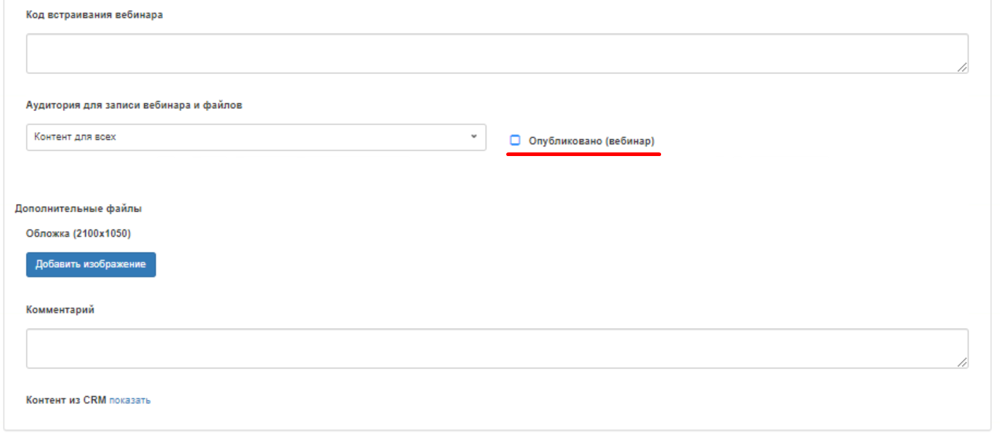 Код встраивания вебинара
Аудитория для записи вебинара и файлов
Контент для всех
Опубликовано (вебинар)
Дополнительные файлы
Обложка (2100x1050)
Добавить изображение
Комментарий
Контент из CRM показать